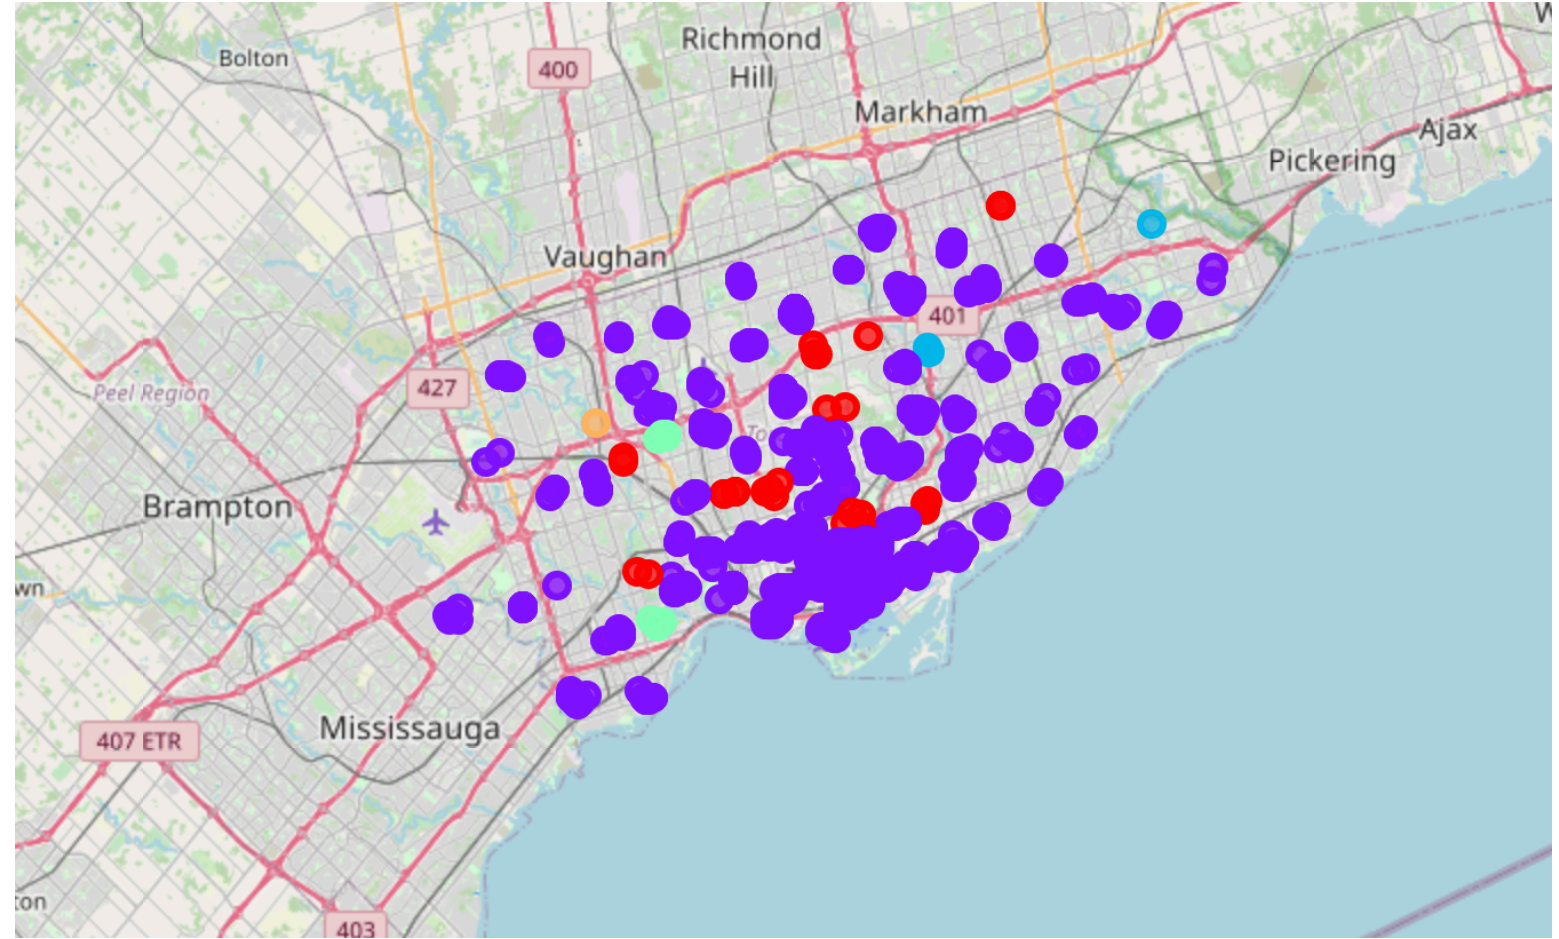 Bolton
400
Richmond
Hill
Markham
Ajax
Pickering
Vaughan
401
427
Peel Region
To
Brampton
wn
Mississauga
407 ETR
ton
403
W